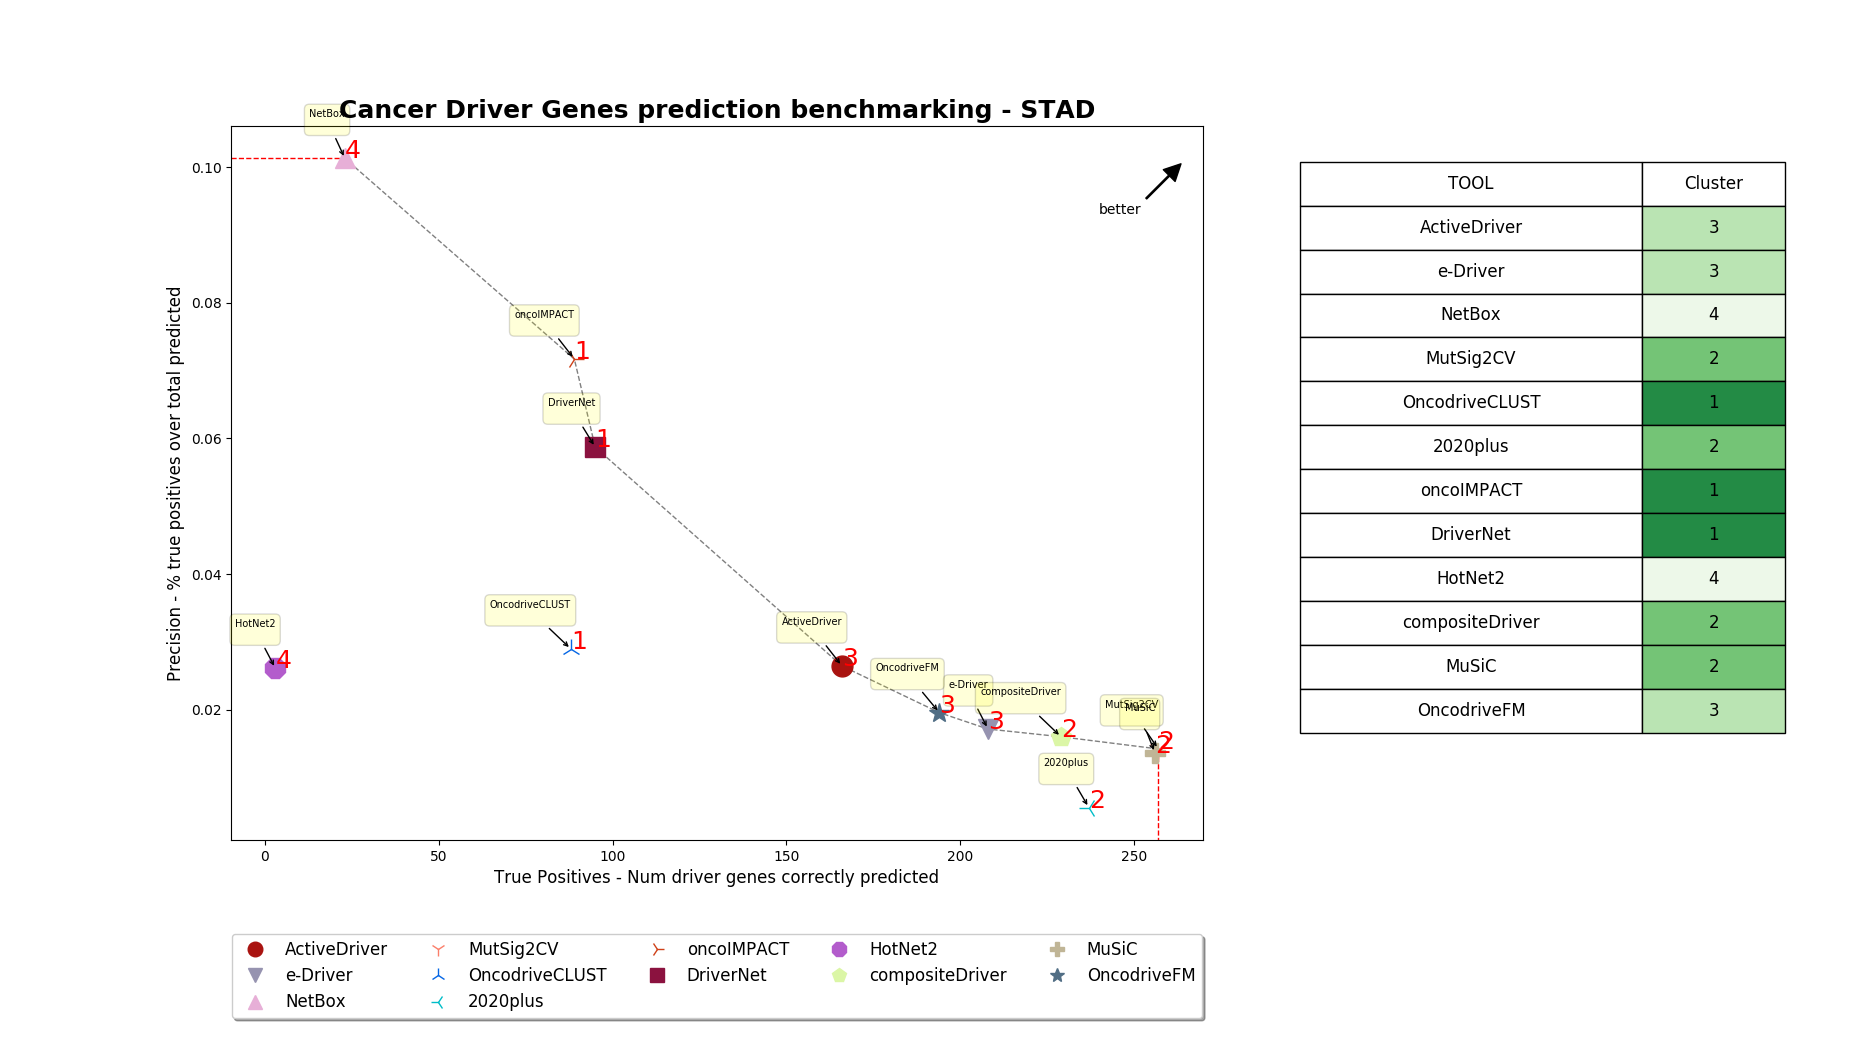 Cancer Driver Genes prediction benchmarking - STAD
NetBox
4
better
oncoIMPACT
1
DriverNet
1
OncodriveCLUST
1
HotNet2
4
ActiveDriver
3
OncodriveFM
3
e-Driver
3
compositeDriver
2
MutSig2CV
2
MuSiC
2
2020plus
2
0.10
0.08
0.06
0.04
0.02
Precision - % true positives over total predicted
0 50 100 150 200 250
True Positives - Num driver genes correctly predicted
ActiveDriver MutSig2CV oncoIMPACT HotNet2 MuSiC
e-Driver OncodriveCLUST DriverNet compositeDriver OncodriveFM
NetBox 2020plus
TOOL Cluster
ActiveDriver 3
e-Driver 3
NetBox 4
MutSig2CV 2
OncodriveCLUST 1
2020plus 2
oncoIMPACT 1
DriverNet 1
HotNet2 4
compositeDriver 2
MuSiC 2
OncodriveFM 3